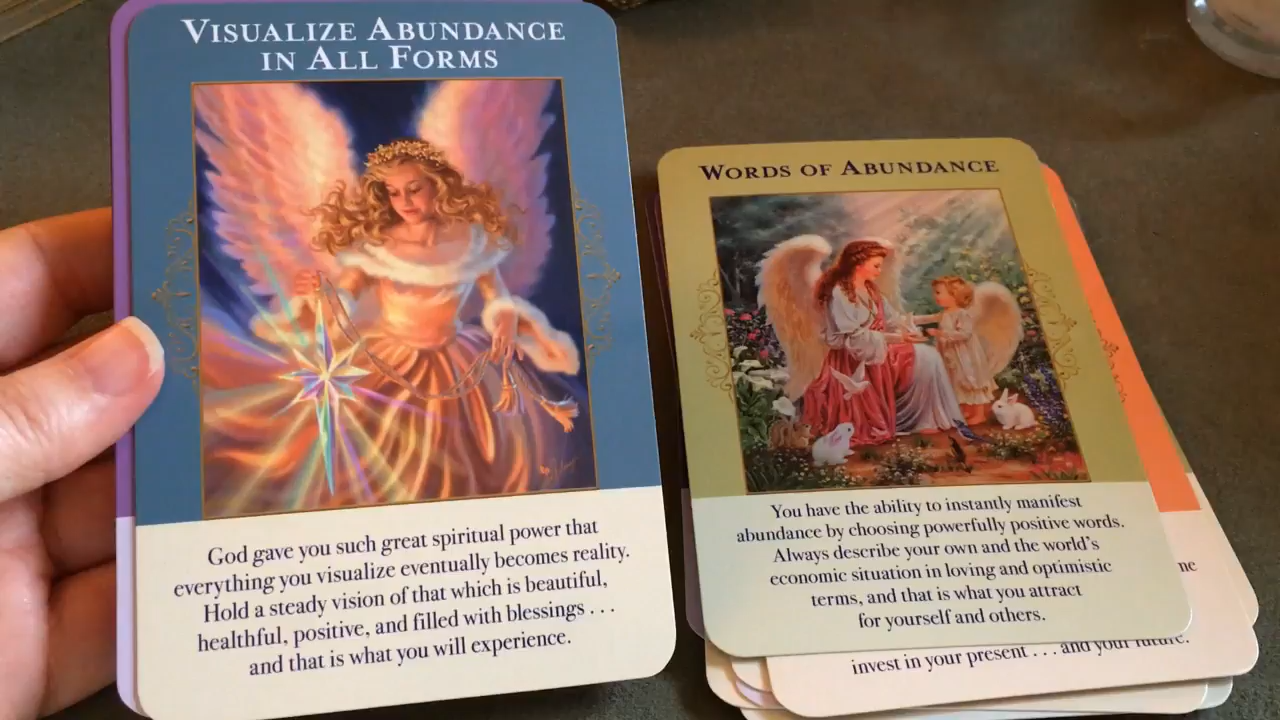 VISUALIZE ABUNDANCE
IN ALL FORMS
God gave you such great spiritual power that
everything you visualize eventually becomes reality.
Hold a steady vision of that which is beautiful,
healthful, positive, and filled with blessings . . .
and that is what you will experience.
WORDS OF ABUNDANCE
You have the ability to instantly manifest
abundance by choosing powerfully positive words.
Always describe your own and the world's
economic situation in loving and optimistic
terms, and that is what you attract
for yourself and others.
invest in your present . . . and your future.